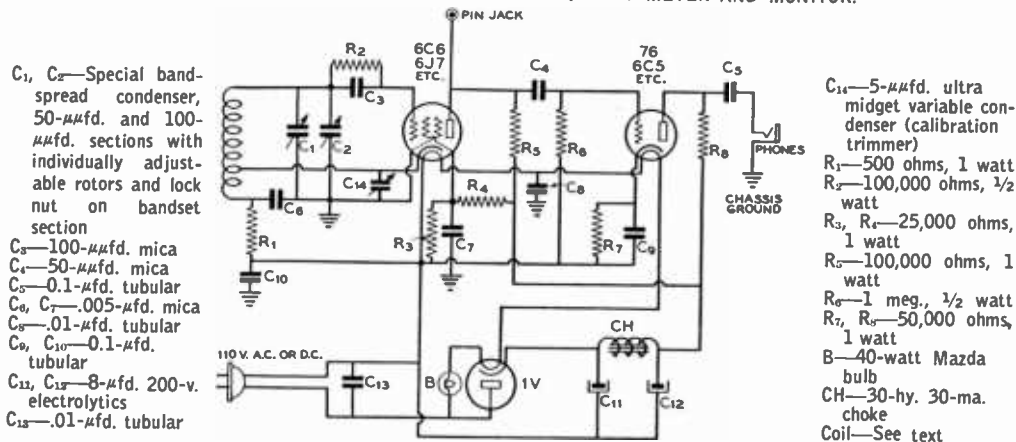 METER AND MONITOR.
C₁, C₂—Special band-
spread condenser,
50-μμfd. and 100-
μμfd. sections with
individually adjust-
able rotors and lock
nut on bandset
section
C₃—100-μμfd. mica
C₄—50-μμfd. mica
C₅—0.1-μfd. tubular
C₆, C₇—.005-μfd. mica
C₈—.01-μfd. tubular
C₉, C₁₀—0.1-μfd.
tubular
C₁₁, C₁₂—8-μfd. 200-v.
electrolytics
C₁₃—.01-μfd. tubular
PIN JACK
6C6
6J7
ETC.
76
6C5
ETC.
R₂
C₃
C₄
C₅
C₁
C₂
R₅
R₆
R₈
PHONES
C₁₄
C₈
CHASSIS
GROUND
C₆
R₄
R₁
R₃
C₇
R₇
C₉
C₁₀
110 V. A.C. OR D.C.
CH
C₁₃
B
1V
C₁₁
C₁₂
C₁₄—5-μμfd. ultra
midget variable con-
denser (calibration
trimmer)
R₁—500 ohms, 1 watt
R₂—100,000 ohms, 1/2
watt
R₃, R₄—25,000 ohms,
1 watt
R₅—100,000 ohms, 1
watt
R₆—1 meg., 1/2 watt
R₇, R₈—50,000 ohms,
1 watt
B—40-watt Mazda
bulb
CH—30-hy. 30-ma.
choke
Coil—See text